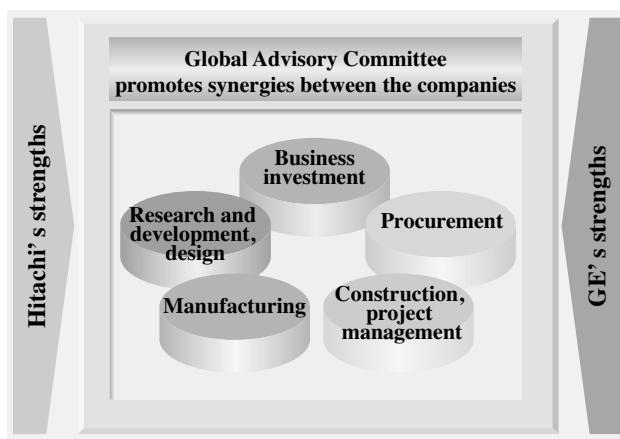 Global Advisory Committee
promotes synergies between the companies
Hitachi’ s strengths
Business
investment
Research and
development,
design
Procurement
Manufacturing
Construction,
project
management
GE’ s strengths